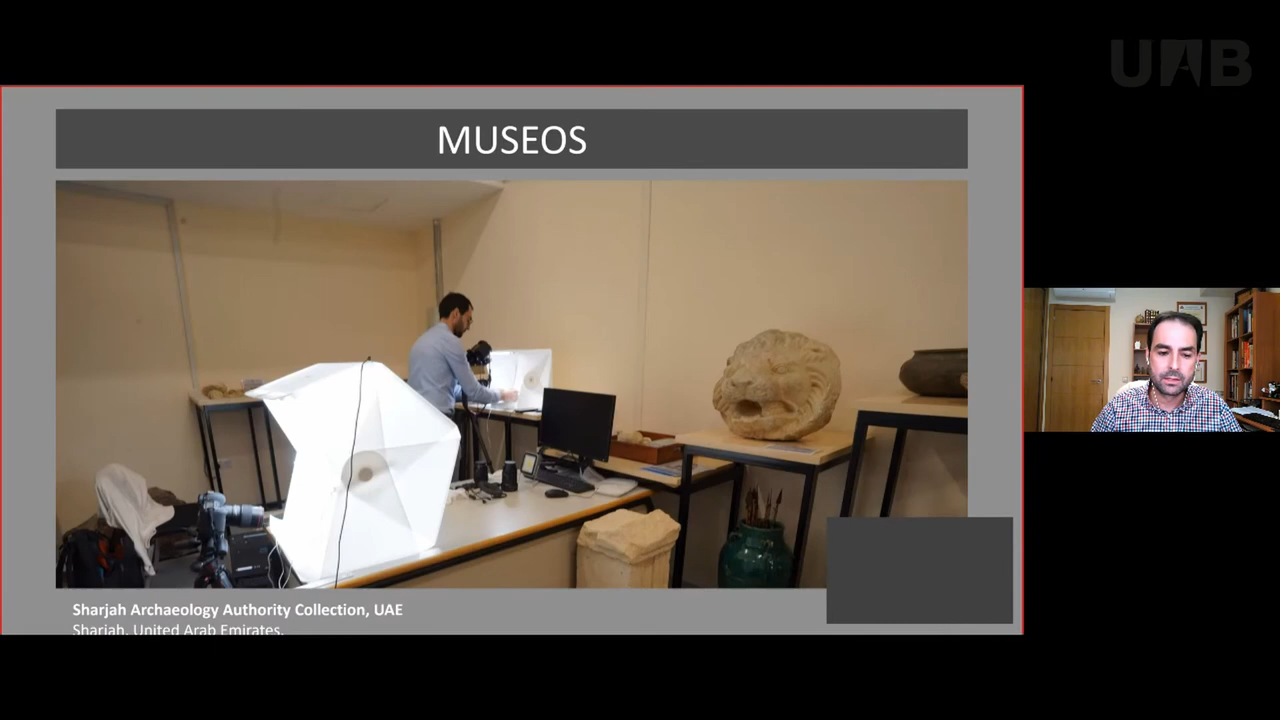 UAB
MUSEOS
Sharjah Archaeology Authority Collection, UAE
Sharjah, United Arab Emirates.